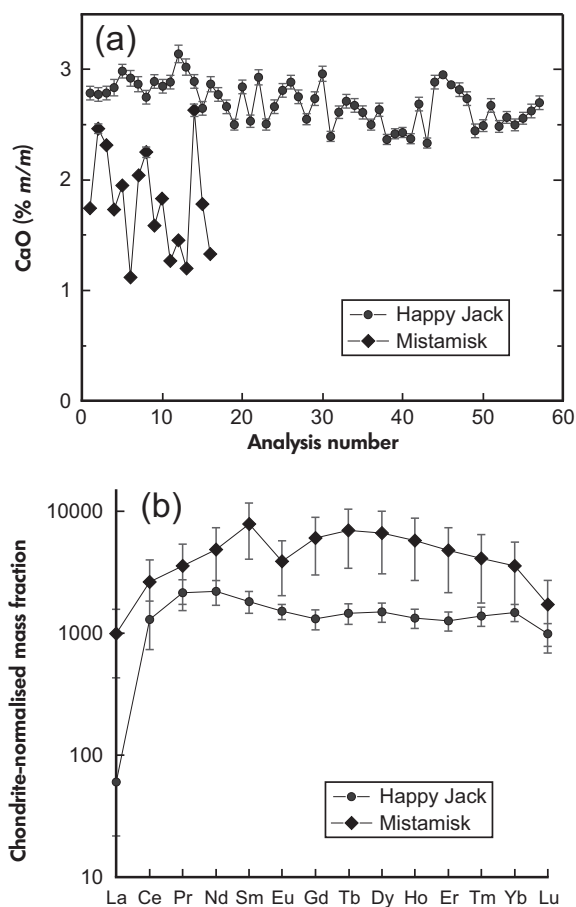 (a)
3
2
1
0
CaO (% m/m)
0 10 20 30 40 50 60
Analysis number
Happy Jack
Mistamisk
(b)
10000
1000
100
10
Chondrite-normalised mass fraction
La Ce Pr Nd Sm Eu Gd Tb Dy Ho Er Tm Yb Lu
Happy Jack
Mistamisk